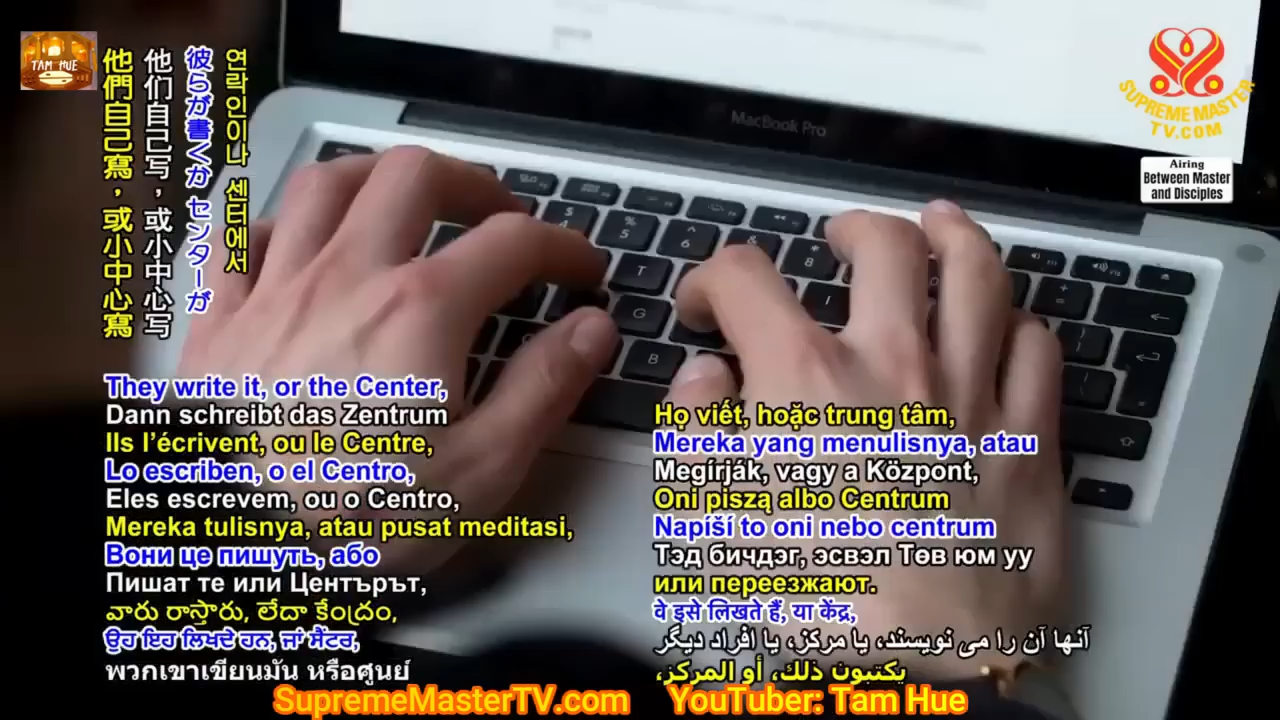 TAM HUE
他們自己寫，或小中心寫
他们自己写，或小中心写
彼らが書くか センターが
연락인이나 센터에서
MacBook Pro
SUPREME MASTER
TV.COM
Airing
Between Master
and Disciples
They write it, or the Center,
Dann schreibt das Zentrum
Ils l’écrivent, ou le Centre,
Lo escriben, o el Centro,
Eles escrevem, ou o Centro,
Mereka tulisnya, atau pusat meditasi,
Вони це пишуть, або
Пишат те или Центърът,
వారు రాస్తారు, లేదా కేంద్రం,
ਉਹ ਇਹ ਲਿਖਦੇ ਹਨ, ਜਾਂ ਸੈਂਟਰ,
พวกเขาเขียนมัน หรือศูนย์
Họ viết, hoặc trung tâm,
Mereka yang menulisnya, atau
Megírják, vagy a Központ,
Oni piszą albo Centrum
Napíší to oni nebo centrum
Тэд бичдэг, эсвэл Төв юм уу
или переезжают.
वे इसे लिखते हैं, या केंद्र,
آنها آن را می نویسند، یا مرکز، یا افراد دیگر
يكتبون ذلك، أو المركز،
SupremeMasterTV.com YouTuber: Tam Hue